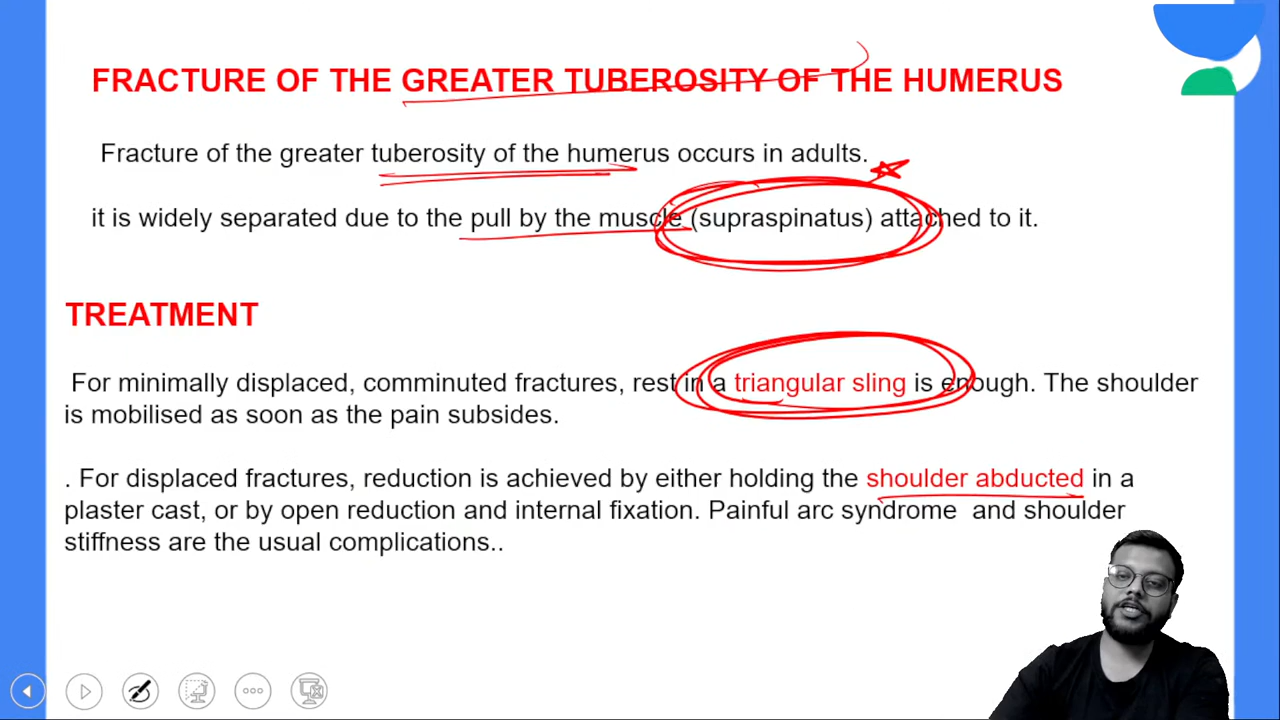 FRACTURE OF THE GREATER TUBEROSITY OF THE HUMERUS
Fracture of the greater tuberosity of the humerus occurs in adults.
it is widely separated due to the pull by the muscle (supraspinatus) attached to it.
TREATMENT
For minimally displaced, comminuted fractures, rest in a triangular sling is enough. The shoulder
is mobilised as soon as the pain subsides.
. For displaced fractures, reduction is achieved by either holding the shoulder abducted in a
plaster cast, or by open reduction and internal fixation. Painful arc syndrome and shoulder
stiffness are the usual complications..